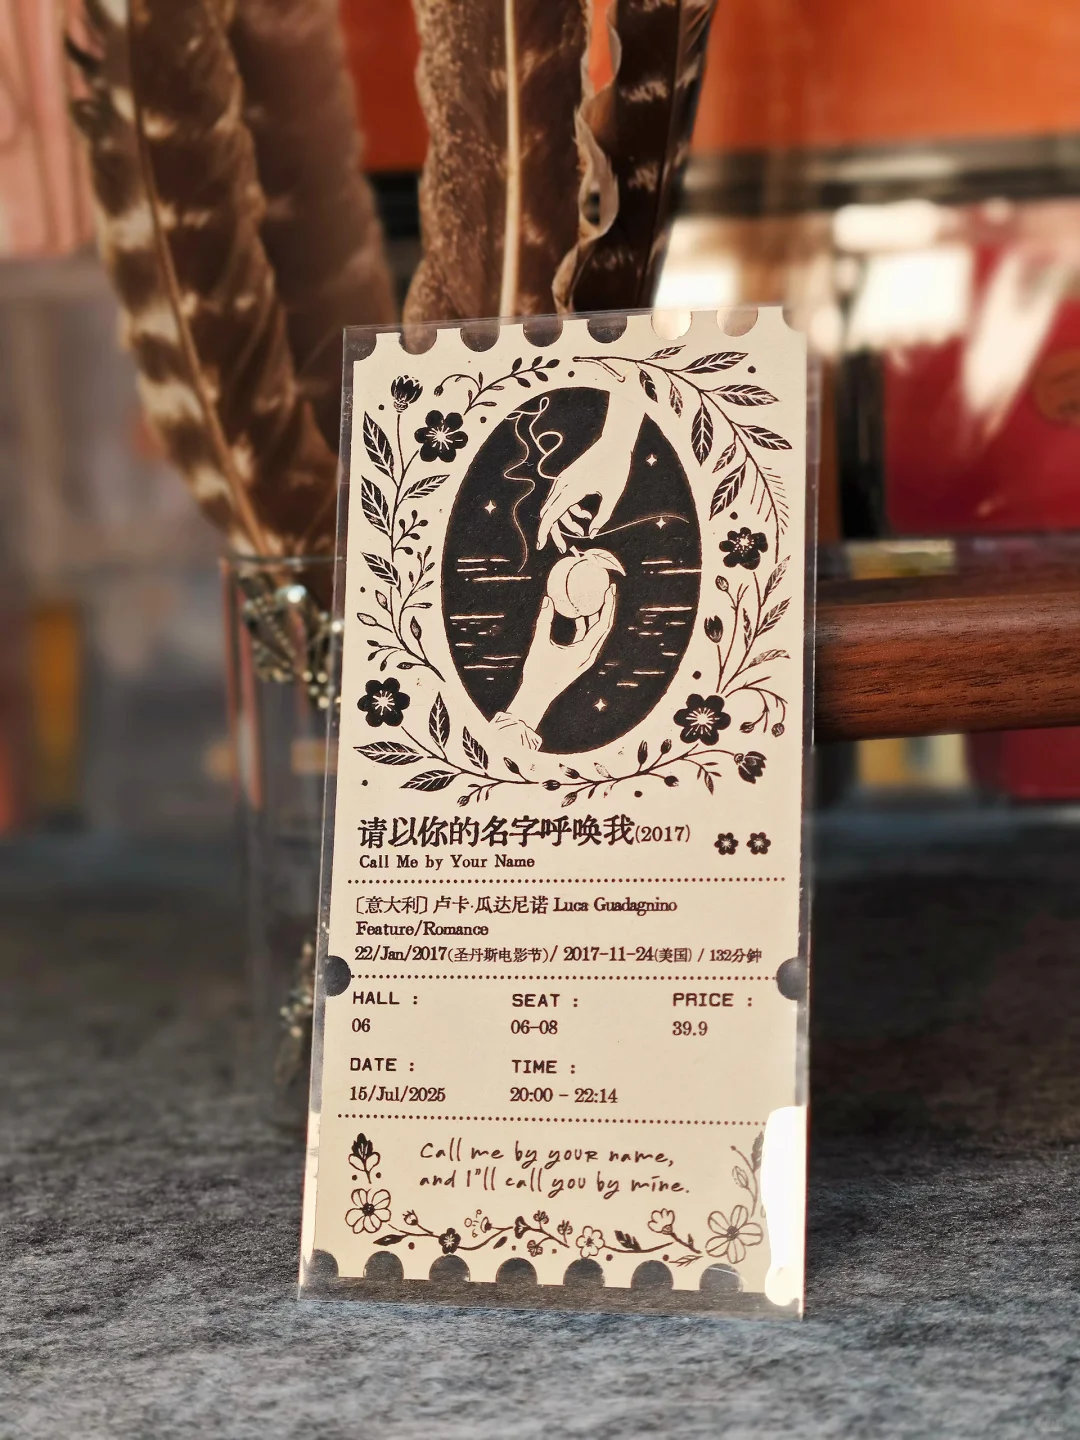 请以你的名字呼唤我(2017)
Call Me by Your Name
[意大利] 卢卡·瓜达尼诺 Luca Guadagnino
Feature/Romance
22/Jan/2017(圣丹斯电影节)/ 2017-11-24(美国) / 132分钟
HALL : SEAT : PRICE :
06 06-08 39.9
DATE : TIME :
15/Jul/2025 20:00 - 22:14
Call me by your name,
and I"ll call you by mine.